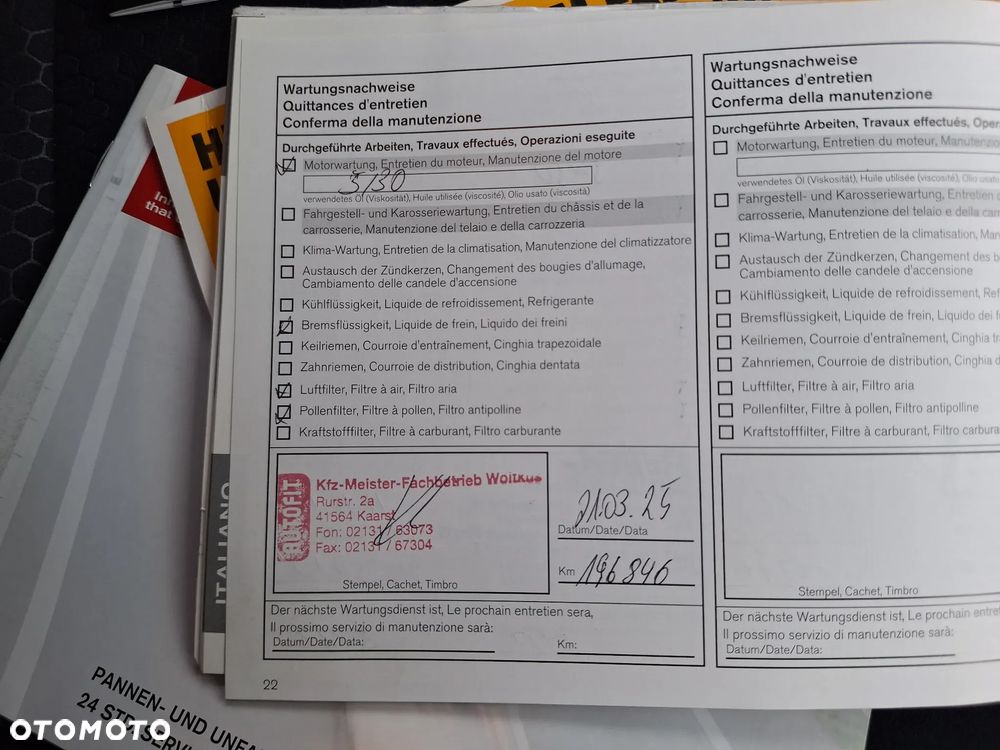 Wartungsnachweise
Quittances d'entretien
Conferma della manutenzione
Durchgeführte Arbeiten, Travaux effectués, Operazioni eseguite
Motorwartung, Entretien du moteur, Manutenzione del motore
5/30
verwendetes Öl (Viskosität), Huile utilisée (viscosité), Olio usato (viscosità)
Fahrgestell- und Karosseriewartung, Entretien du châssis et de la
carrosserie, Manutenzione del telaio e della carrozzeria
Klima-Wartung, Entretien de la climatisation, Manutenzione del climatizzatore
Austausch der Zündkerzen, Changement des bougies d'allumage,
Cambiamento delle candele d'accensione
Kühlflüssigkeit, Liquide de refroidissement, Refrigerante
Bremsflüssigkeit, Liquide de frein, Liquido dei freini
Keilriemen, Courroie d'entraînement, Cinghia trapezoidale
Zahnriemen, Courroie de distribution, Cinghia dentata
Luftfilter, Filtre à air, Filtro aria
Pollenfilter, Filtre à pollen, Filtro antipolline
Kraftstofffilter, Filtre à carburant, Filtro carburante
AUTOFIT
Kfz-Meister-Fachbetrieb
Rurstr. 2a
41564 Kaarst
Fon: 02131 / 63073
Fax: 02131 / 67304
Stempel, Cachet, Timbro
21.03.25
Datum/Date/Data
Km 196846
Der nächste Wartungsdienst ist, Le prochain entretien sera,
Il prossimo servizio di manutenzione sarà:
Datum/Date/Data:
Km:
22
Wartungsnachweise
Quittances d'entretien
Conferma della manutenzione
Durchgeführte Arbeiten, Travaux effectués,
Motorwartung, Entretien du moteur,
verwendetes Öl (Viskosität), Huile utilisée (viscosité), Olio
Fahrgestell- und Karosseriewartung,
carrosserie, Manutenzione del telaio e della
Klima-Wartung, Entretien de la climatisation,
Austausch der Zündkerzen, Changement des
Cambiamento delle candele d'accensione
Kühlflüssigkeit, Liquide de refroidissement,
Bremsflüssigkeit, Liquide de frein, Liquido dei
Keilriemen, Courroie d'entraînement, Cinghia
Zahnriemen, Courroie de distribution, Cinghia
Luftfilter, Filtre à air, Filtro aria
Pollenfilter, Filtre à pollen, Filtro antipolline
Kraftstofffilter, Filtre à carburant, Filtro
Stempel, Cachet, Timbro
Der nächste Wartungsdienst ist, Le prochain
Il prossimo servizio di manutenzione sarà:
Datum/Date/Data:
ITALIANO
PANNEN- UND
24
OTOMOTO